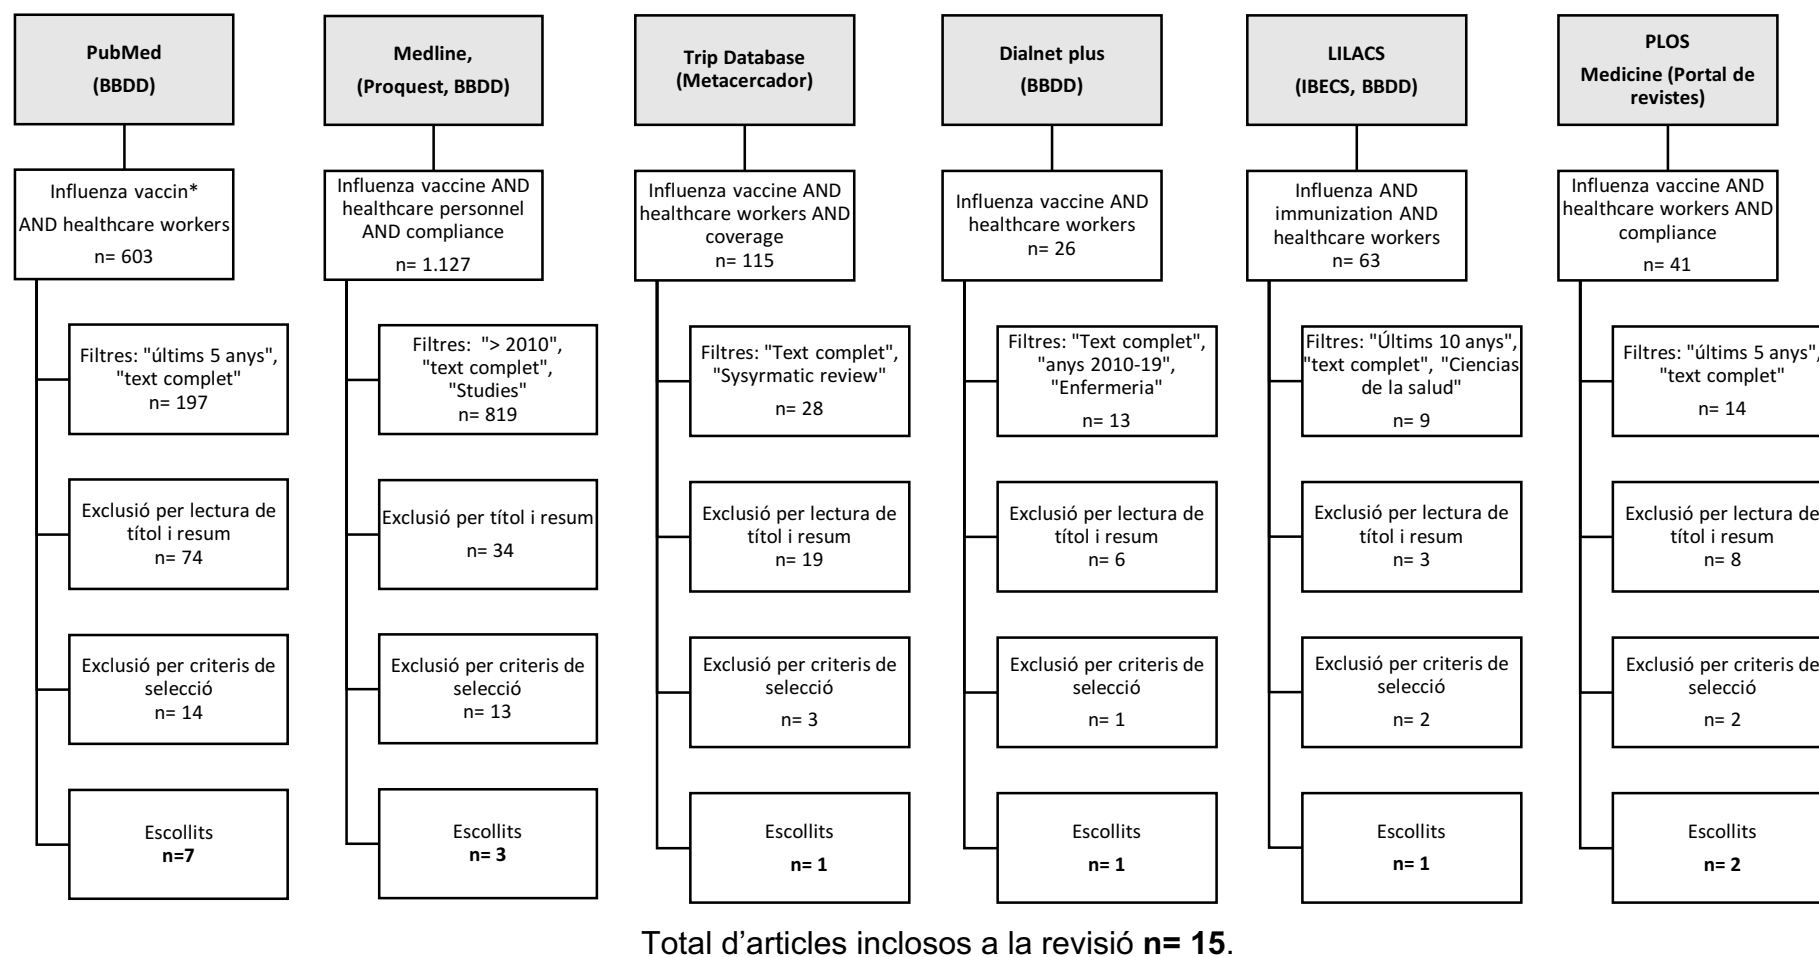 PubMed
(BBDD)
Influenza vaccin*
AND healthcare workers
n= 603
Filtres: "últims 5 anys",
"text complet"
n= 197
Exclusió per lectura de
títol i resum
n= 74
Exclusió per criteris de
selecció
n= 14
Escollits
n=7
Medline,
(Proquest, BBDD)
Influenza vaccine AND
healthcare personnel
AND compliance
n= 1.127
Filtres: "> 2010",
"text complet",
"Studies"
n= 819
Exclusió per títol i resum
n= 34
Exclusió per criteris de
selecció
n= 13
Escollits
n= 3
Trip Database
(Metacercador)
Influenza vaccine AND
healthcare workers AND
coverage
n= 115
Filtres: "Text complet",
"Sysyrmatic review"
n= 28
Exclusió per lectura de
títol i resum
n= 19
Exclusió per criteris de
selecció
n= 3
Escollits
n= 1
Dialnet plus
(BBDD)
Influenza vaccine AND
healthcare workers
n= 26
Filtres: "Text complet",
"anys 2010-19",
"Enfermeria"
n= 13
Exclusió per lectura de
títol i resum
n= 6
Exclusió per criteris de
selecció
n= 1
Escollits
n= 1
LILACS
(IBECS, BBDD)
Influenza AND
immunization AND
healthcare workers
n= 63
Filtres: "Últims 10 anys",
"text complet", "Ciencias
de la salud"
n= 9
Exclusió per lectura de
títol i resum
n= 3
Exclusió per criteris de
selecció
n= 2
Escollits
n= 1
PLOS
Medicine (Portal de
revistes)
Influenza vaccine AND
healthcare workers AND
compliance
n= 41
Filtres: "últims 5 anys",
"text complet"
n= 14
Exclusió per lectura de
títol i resum
n= 8
Exclusió per criteris de
selecció
n= 2
Escollits
n= 2
Total d’articles inclosos a la revisió n= 15.